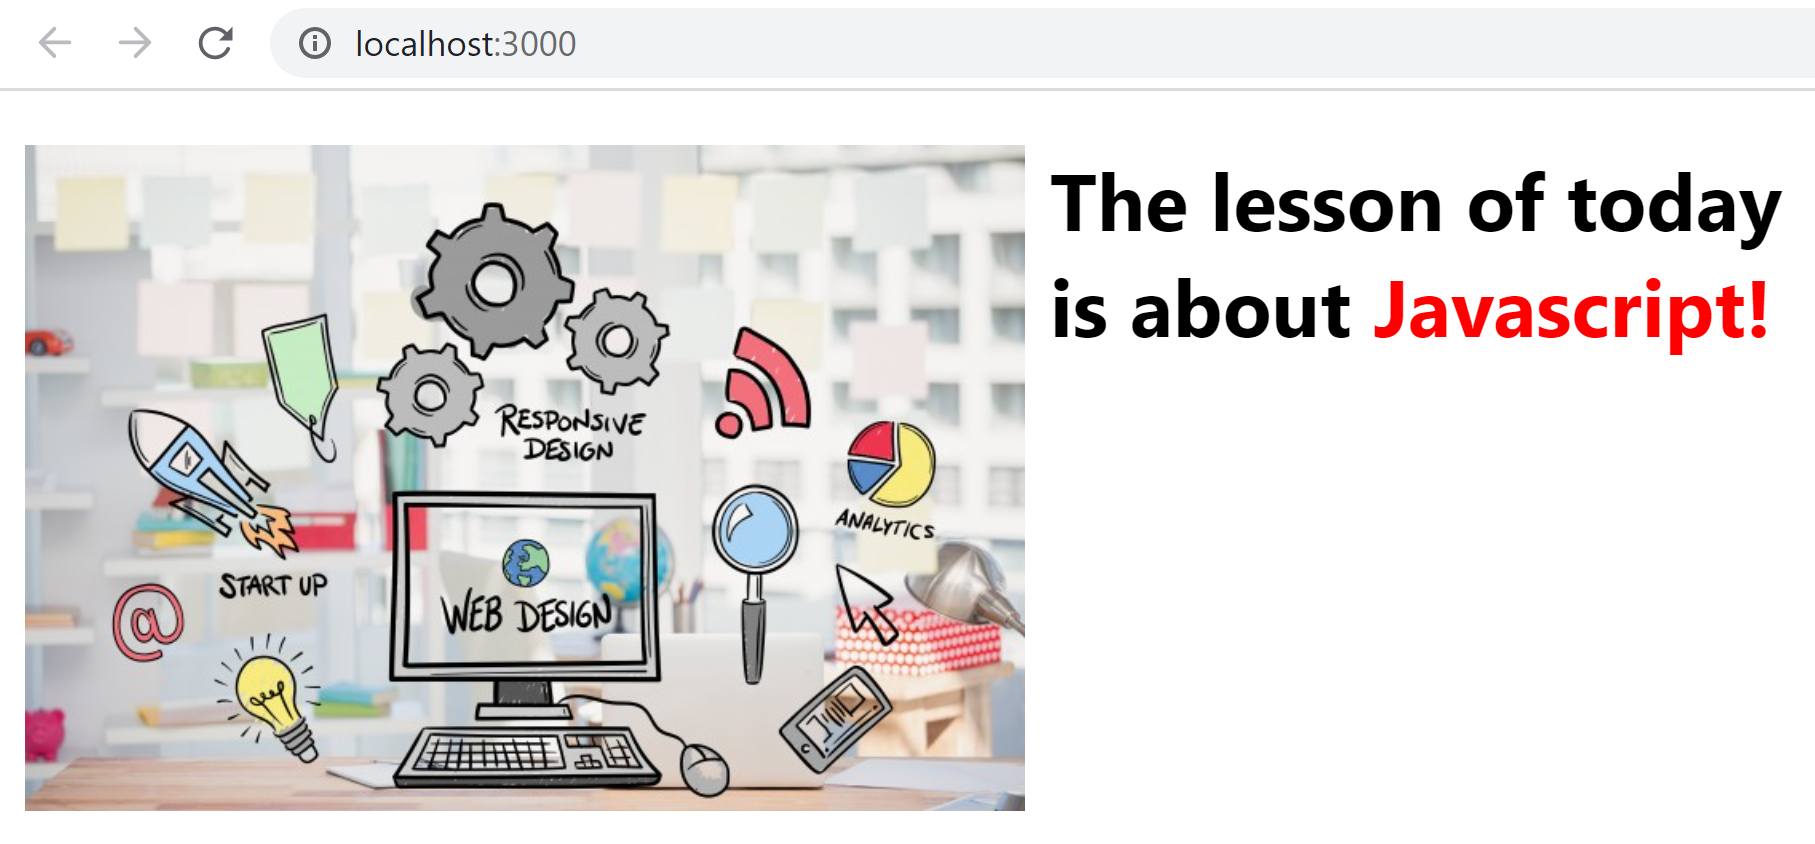 localhost:3000
The lesson of today
is about Javascript!
RESPONSIVE
DESIGN
ANALYTICS
START UP
@
WEB DESIGN